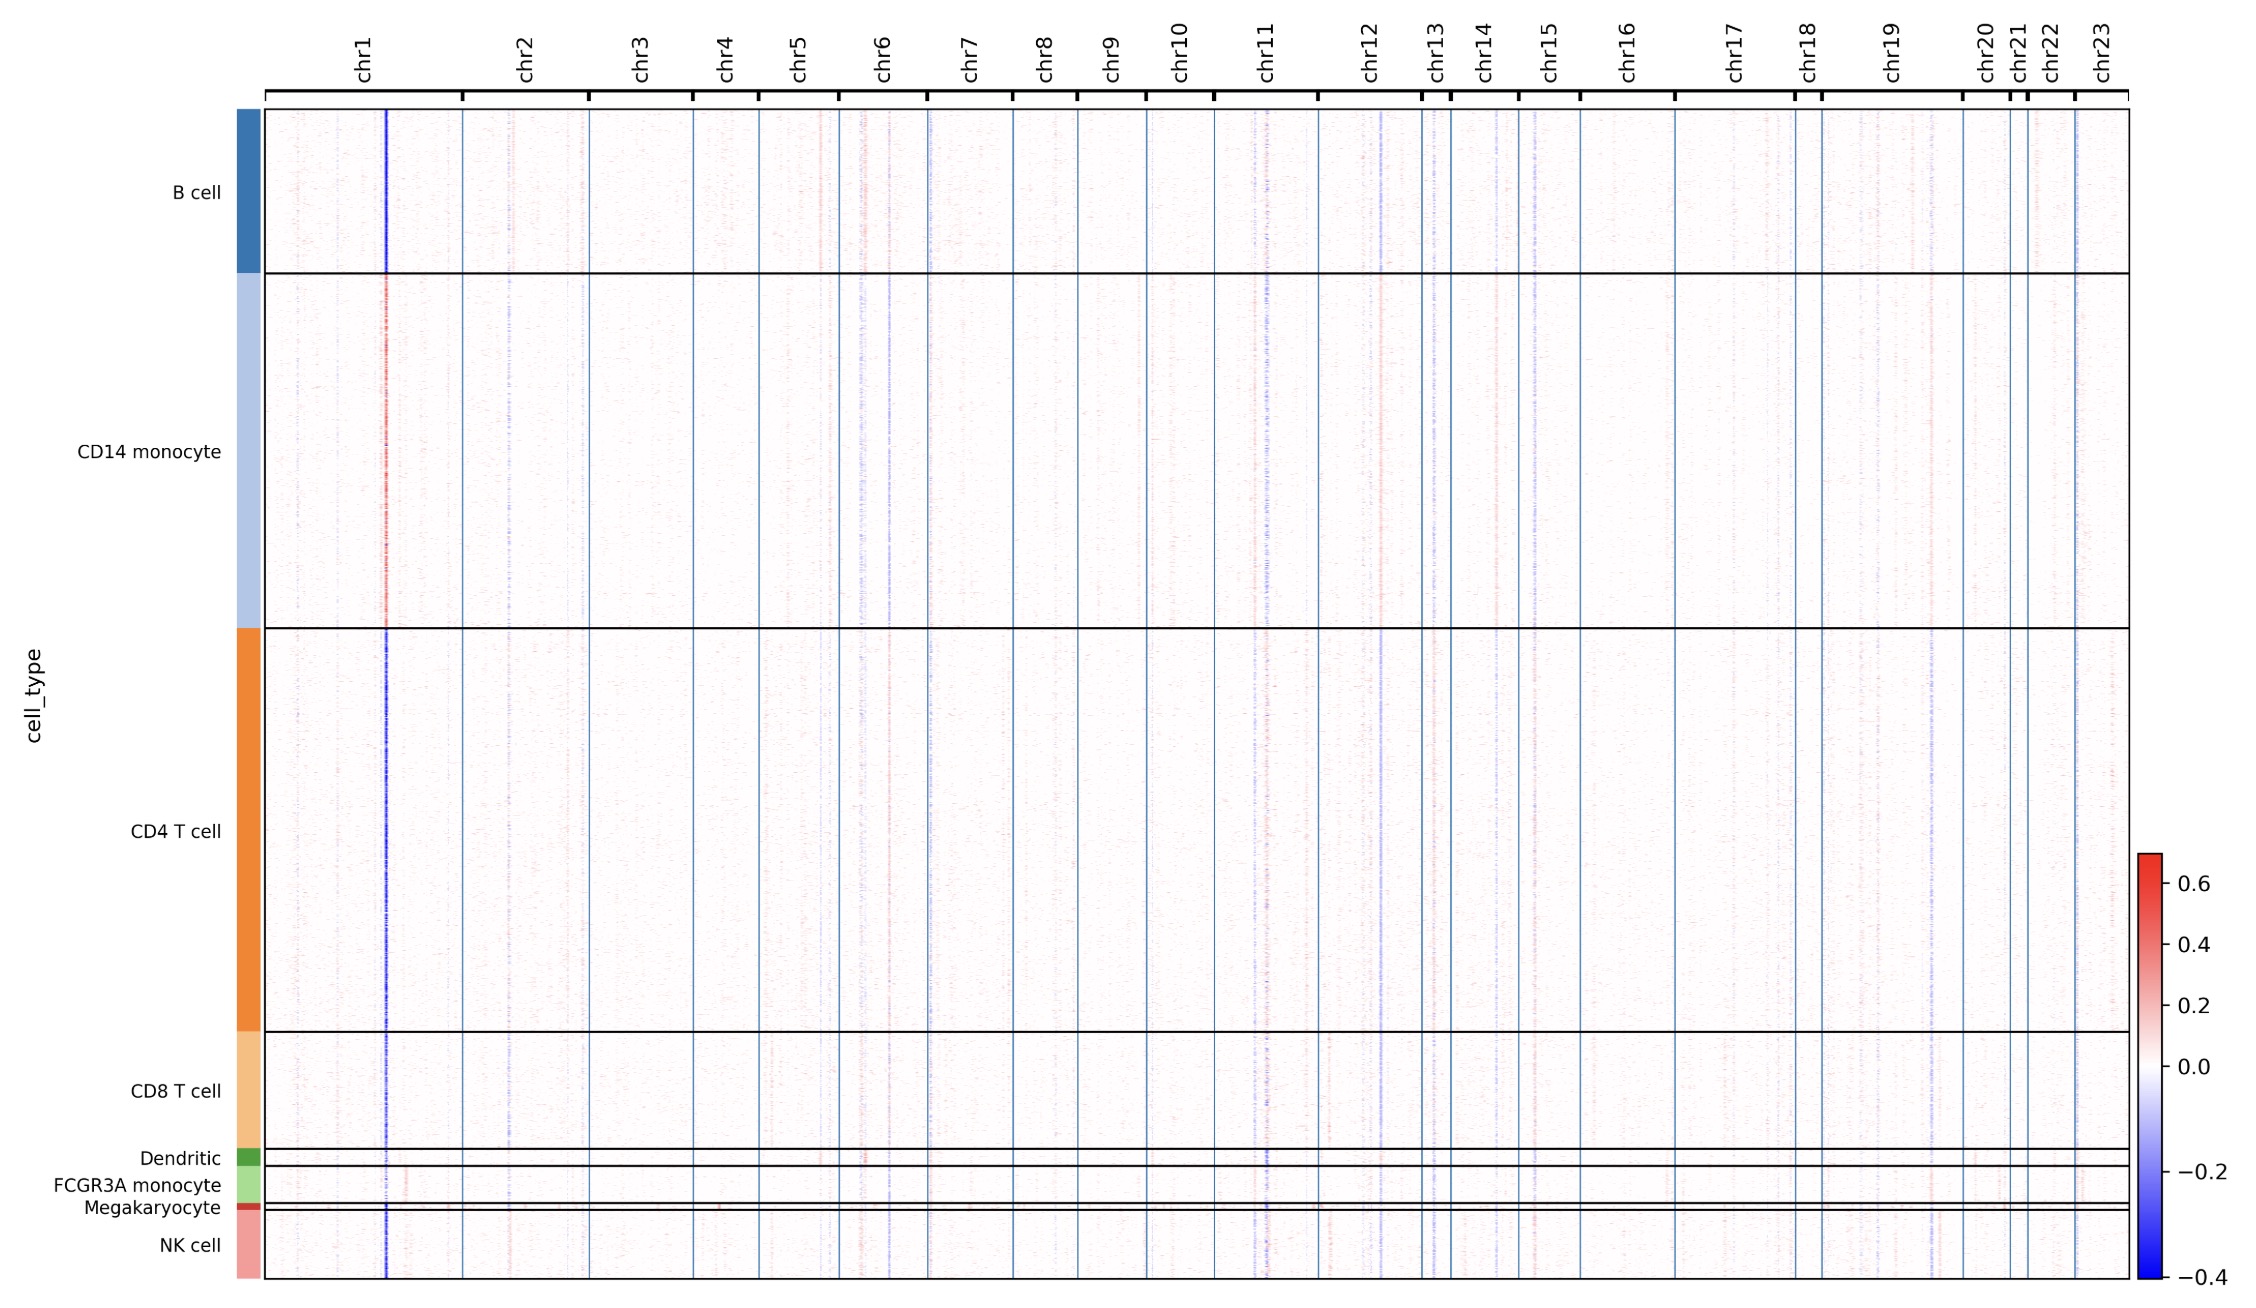 chr1
chr2
chr3
chr4
chr5
chr6
chr7
chr8
chr9
chr10
chr11
chr12
chr13
chr14
chr15
chr16
chr17
chr18
chr19
chr20
chr21
chr22
chr23
cell_type
B cell
CD14 monocyte
CD4 T cell
CD8 T cell
Dendritic
FCGR3A monocyte
Megakaryocyte
NK cell
0.6
0.4
0.2
0.0
−0.2
−0.4